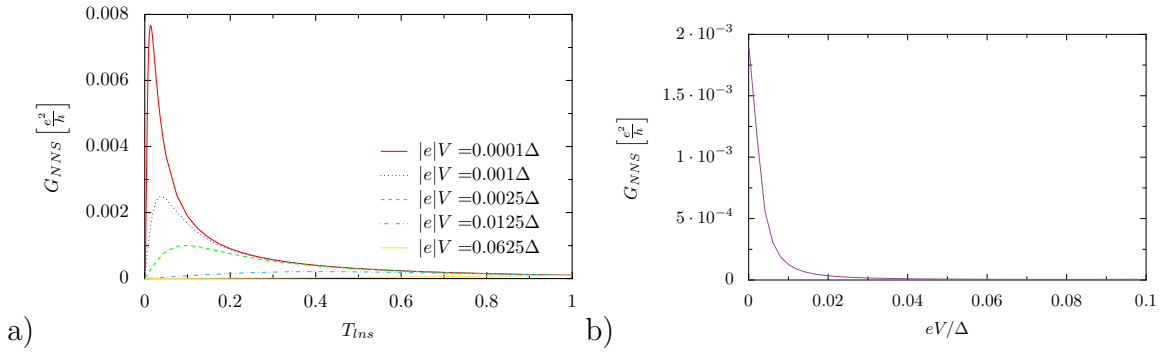 0.008
0.006
0.004
0.002
0
G_{NNS} [e^2/h]
|e|V =0.0001Δ
|e|V =0.001Δ
|e|V =0.0025Δ
|e|V =0.0125Δ
|e|V =0.0625Δ
0 0.2 0.4 0.6 0.8 1
T_{lns}
a)
2 · 10^{-3}
1.5 · 10^{-3}
1 · 10^{-3}
5 · 10^{-4}
0
G_{NNS} [e^2/h]
0 0.02 0.04 0.06 0.08 0.1
eV/Δ
b)